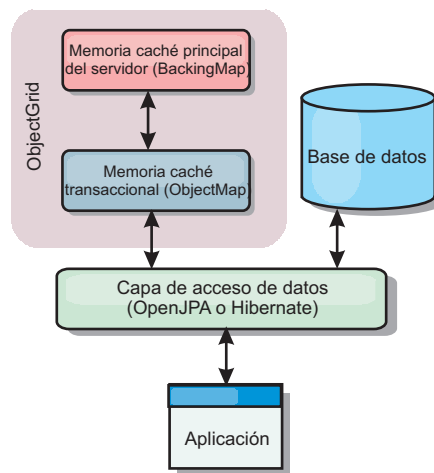 ObjectGrid
Memoria caché principal
del servidor (BackingMap)
Memoria caché
transaccional (ObjectMap)
Base de datos
Capa de acceso de datos
(OpenJPA o Hibernate)
Aplicación